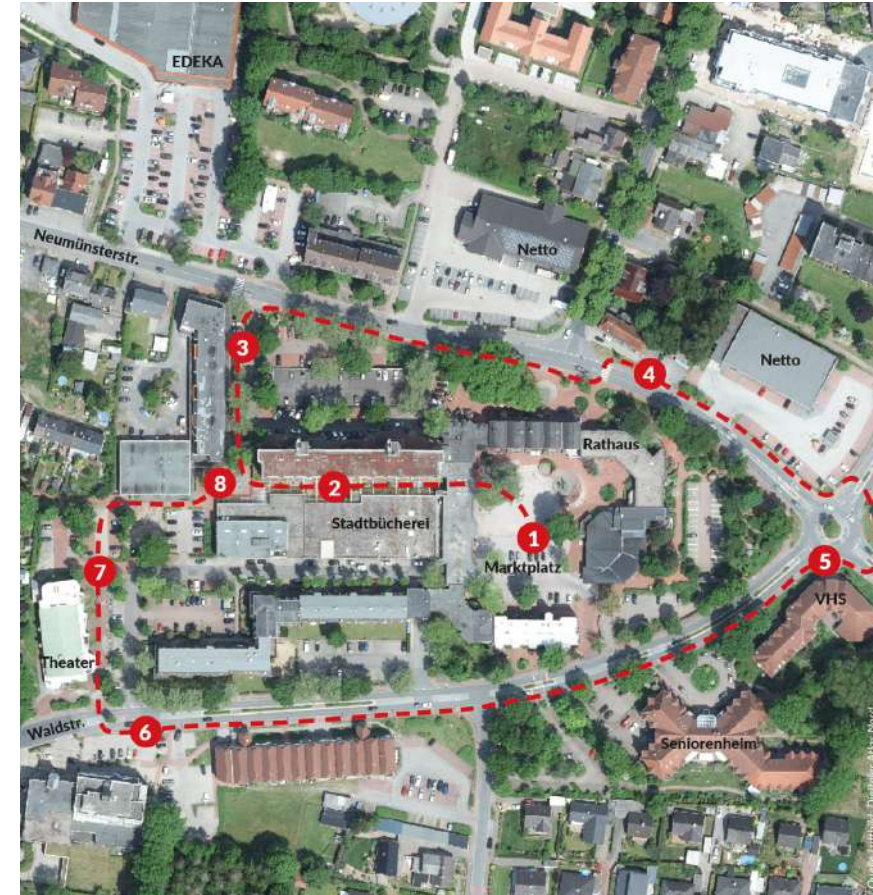 EDEKA
Neumünsterstr.
Netto
3
4
Netto
Rathaus
8
2
Stadtbücherei
1
Marktplatz
5
7
VHS
Theater
Waldstr.
6
Seniorenheim